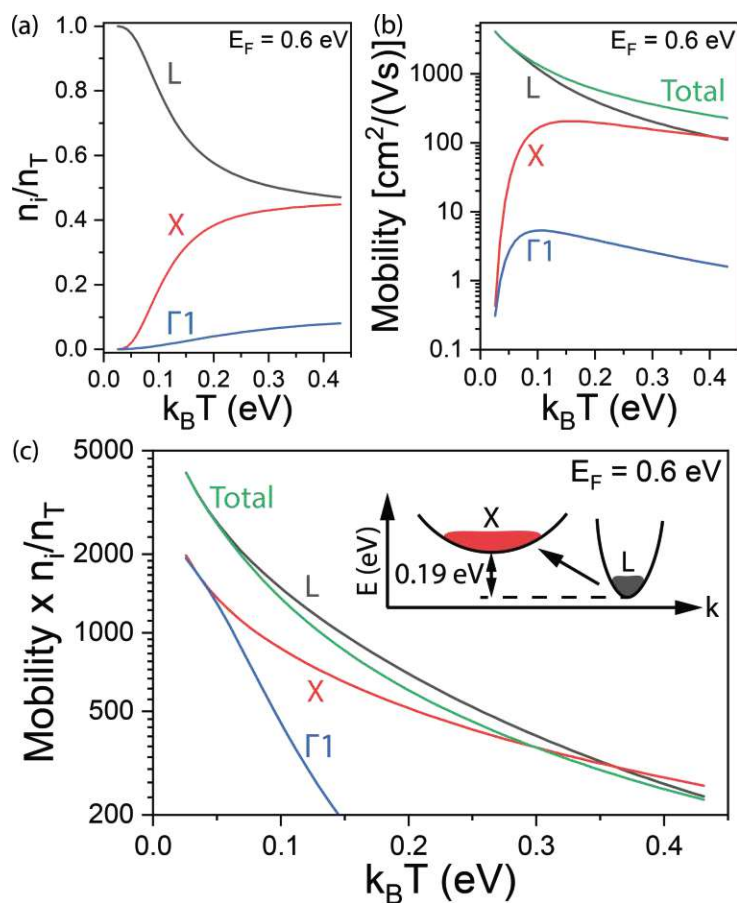 (a)
E_F = 0.6 eV
L
X
Γ1
n_i/n_T
1.0
0.8
0.6
0.4
0.2
0.0
0.0 0.1 0.2 0.3 0.4
k_BT (eV)
(b)
E_F = 0.6 eV
Total
L
X
Γ1
Mobility [cm²/(Vs)]
1000
100
10
1
0.1
0.0 0.1 0.2 0.3 0.4
k_BT (eV)
(c)
E_F = 0.6 eV
Total
L
X
Γ1
Mobility x n_i/n_T
5000
2000
1000
500
200
0.0 0.1 0.2 0.3 0.4
k_BT (eV)
E (eV)
X
L
0.19 eV
k